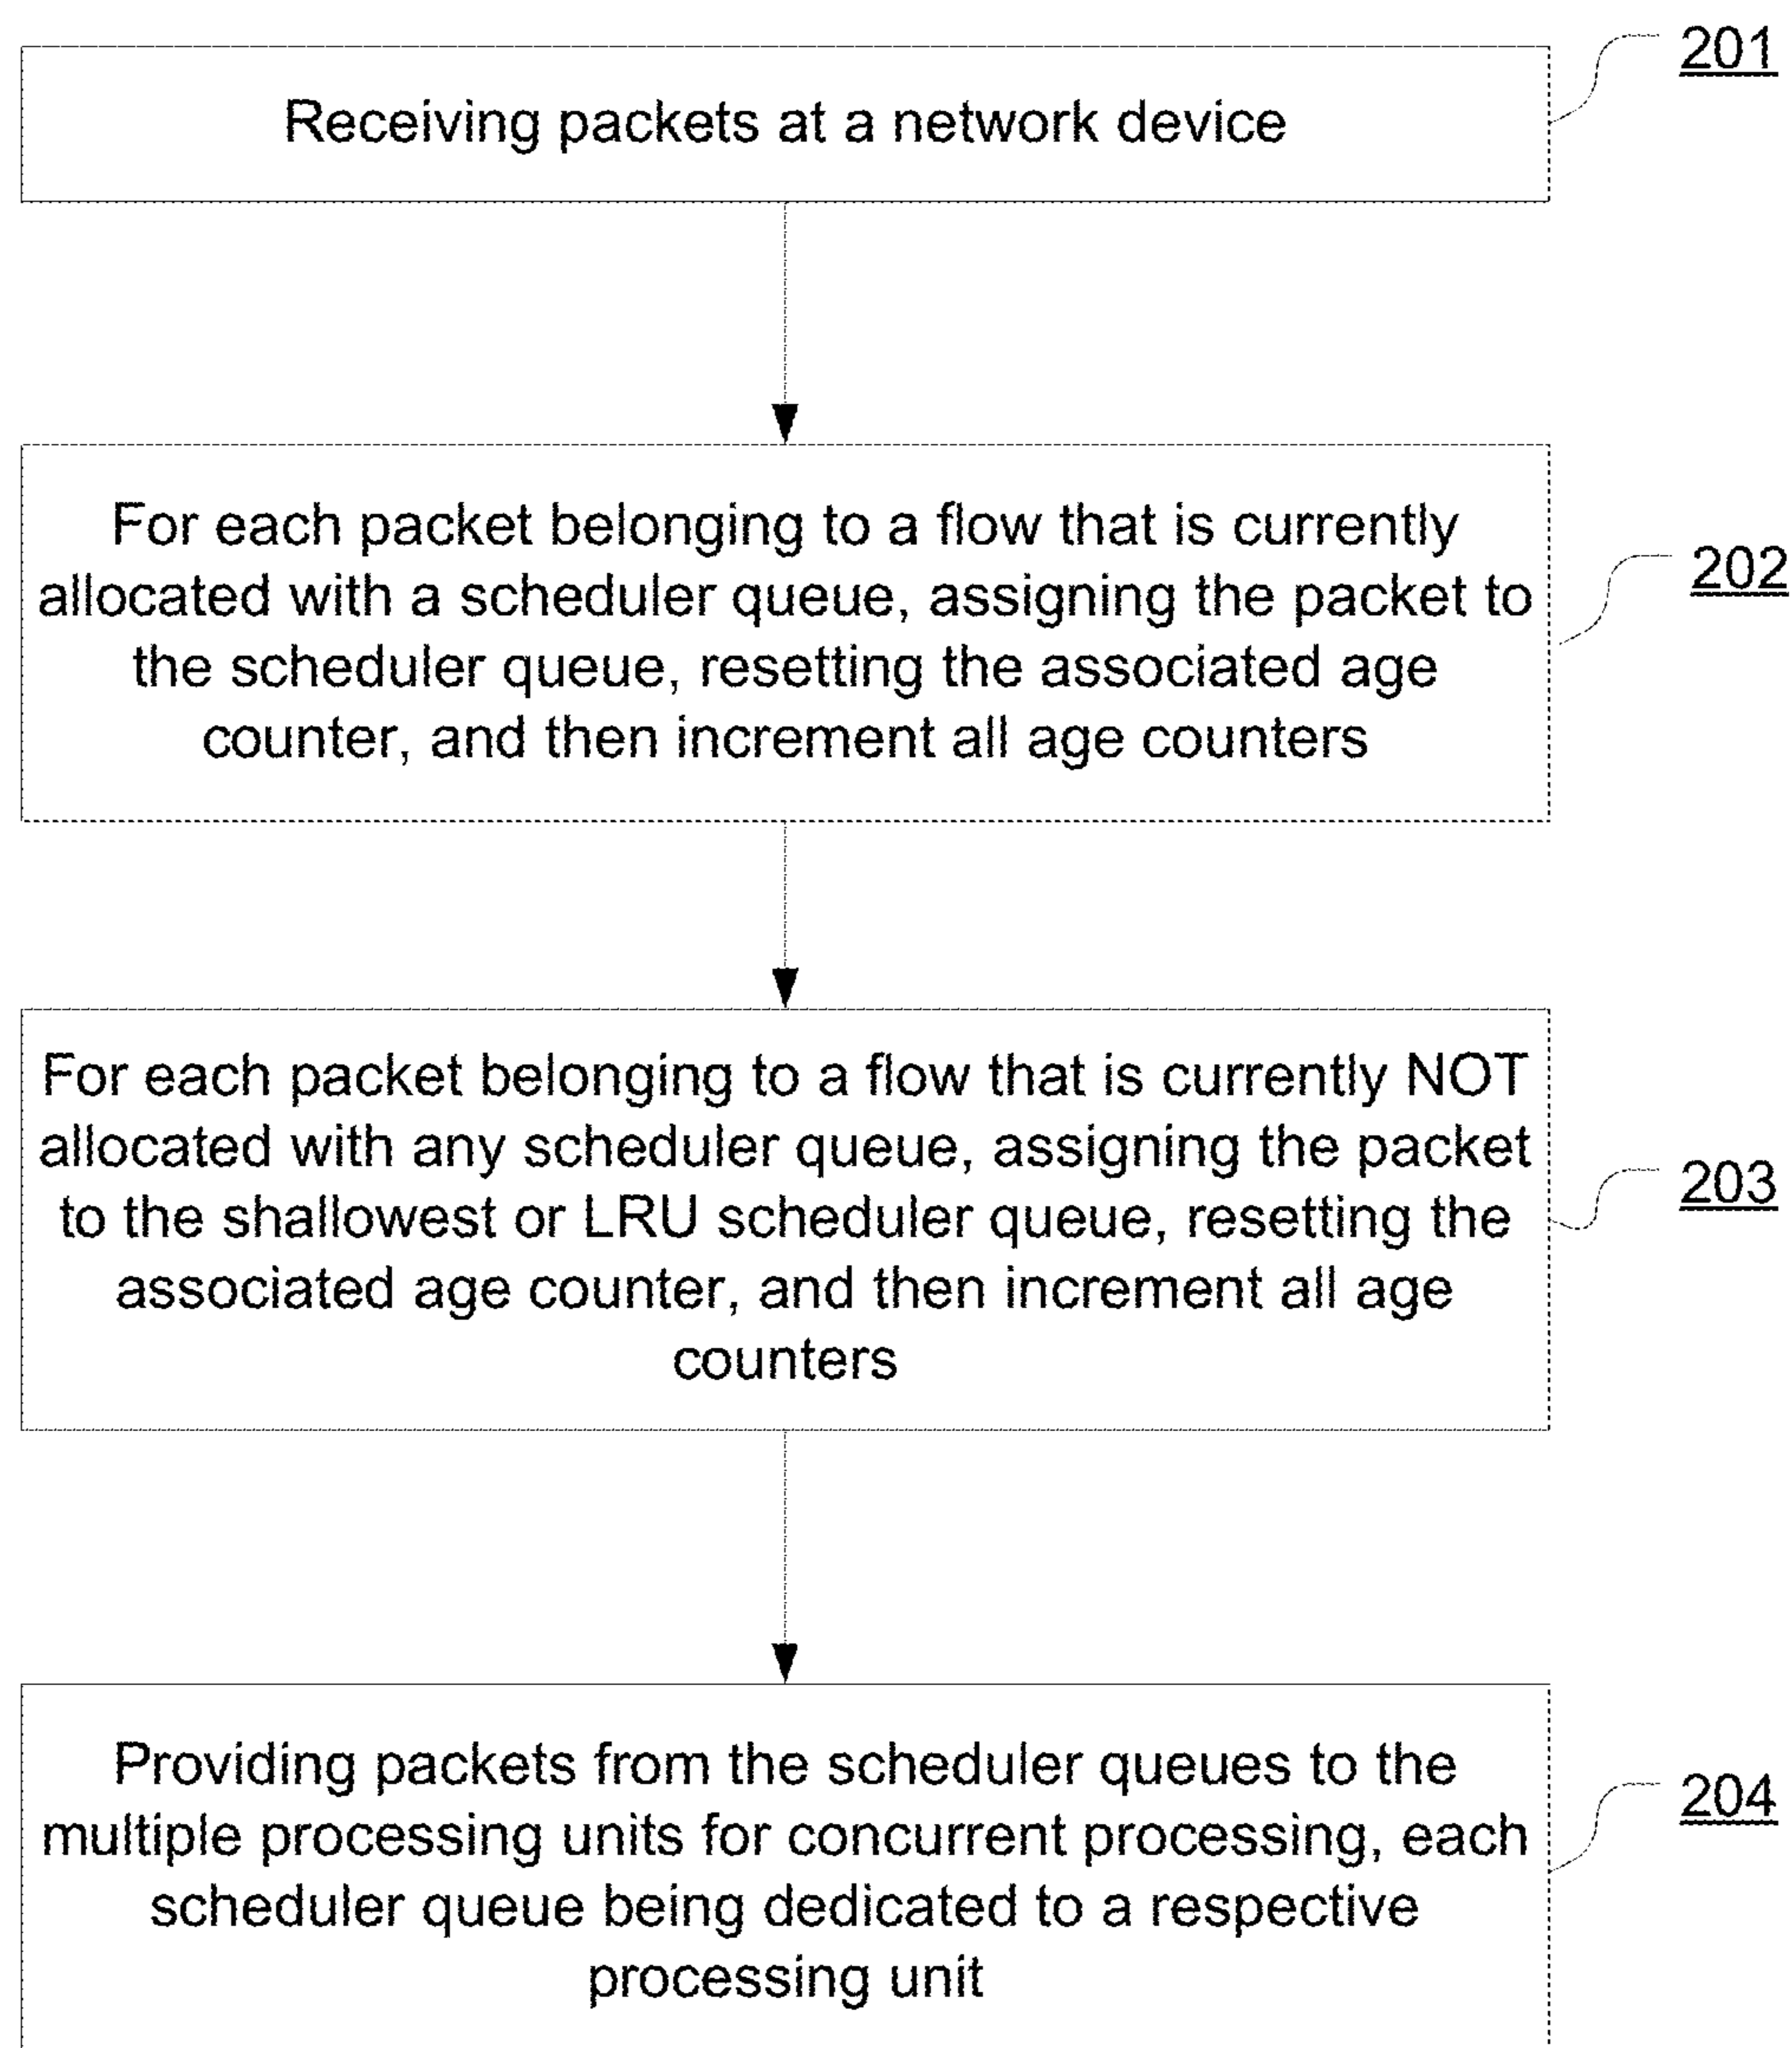 201
Receiving packets at a network device
For each packet belonging to a flow that is currently
allocated with a scheduler queue, assigning the packet to
the scheduler queue, resetting the associated age
counter, and then increment all age counters
202
For each packet belonging to a flow that is currently NOT
allocated with any scheduler queue, assigning the packet
to the shallowest or LRU scheduler queue, resetting the
associated age counter, and then increment all age
counters
203
Providing packets from the scheduler queues to the
multiple processing units for concurrent processing, each
scheduler queue being dedicated to a respective
processing unit
204